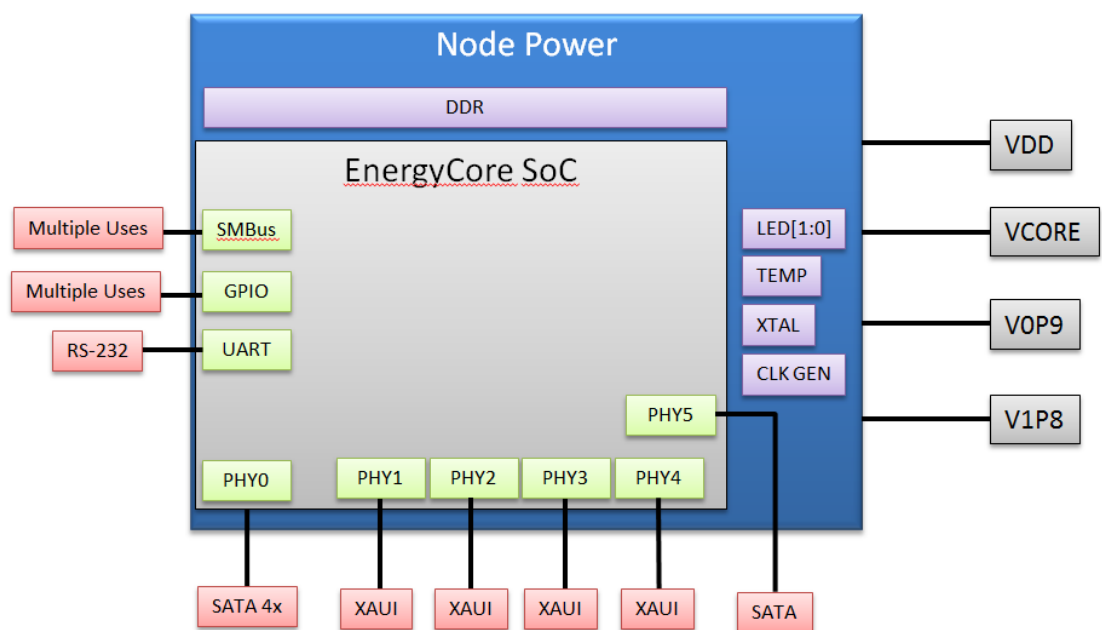 Node Power
DDR
EnergyCore SoC
VDD
Multiple Uses
SMBus
LED[1:0]
VCORE
Multiple Uses
GPIO
TEMP
RS-232
UART
XTAL
V0P9
CLK GEN
PHY5
V1P8
PHY0
PHY1
PHY2
PHY3
PHY4
SATA 4x
XAUI
XAUI
XAUI
XAUI
SATA